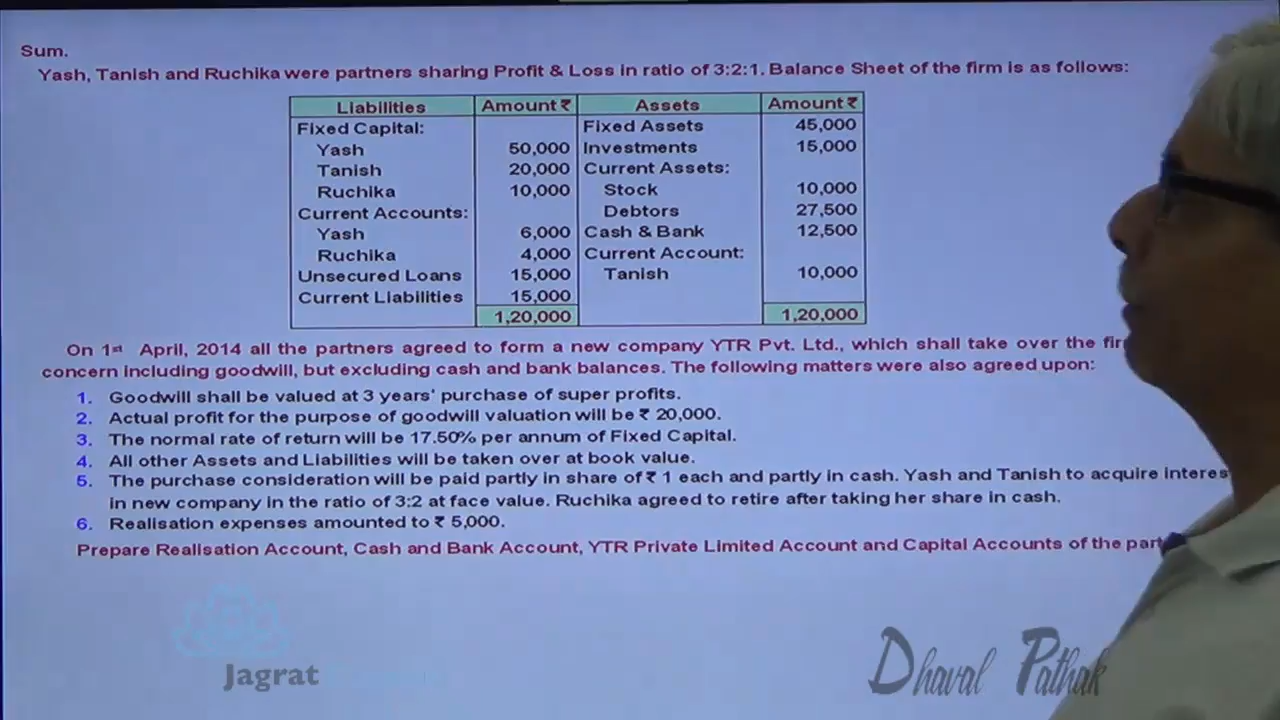 Sum.
Yash, Tanish and Ruchika were partners sharing Profit & Loss in ratio of 3:2:1. Balance Sheet of the firm is as follows:
Liabilities Amount ₹ Assets Amount ₹
Fixed Capital: Fixed Assets 45,000
Yash 50,000 Investments 15,000
Tanish 20,000 Current Assets:
Ruchika 10,000 Stock 10,000
Current Accounts: Debtors 27,500
Yash 6,000 Cash & Bank 12,500
Ruchika 4,000 Current Account:
Unsecured Loans 15,000 Tanish 10,000
Current Liabilities 15,000
1,20,000 1,20,000
On 1st April, 2014 all the partners agreed to form a new company YTR Pvt. Ltd., which shall take over the
concern including goodwill, but excluding cash and bank balances. The following matters were also agreed upon:
1. Goodwill shall be valued at 3 years' purchase of super profits.
2. Actual profit for the purpose of goodwill valuation will be ₹ 20,000.
3. The normal rate of return will be 17.50% per annum of Fixed Capital.
4. All other Assets and Liabilities will be taken over at book value.
5. The purchase consideration will be paid partly in share of ₹ 1 each and partly in cash. Yash and Tanish to acquire
in new company in the ratio of 3:2 at face value. Ruchika agreed to retire after taking her share in cash.
6. Realisation expenses amounted to ₹ 5,000.
Prepare Realisation Account, Cash and Bank Account, YTR Private Limited Account and Capital Accounts of the
Jagrat
Dhaval Pathak